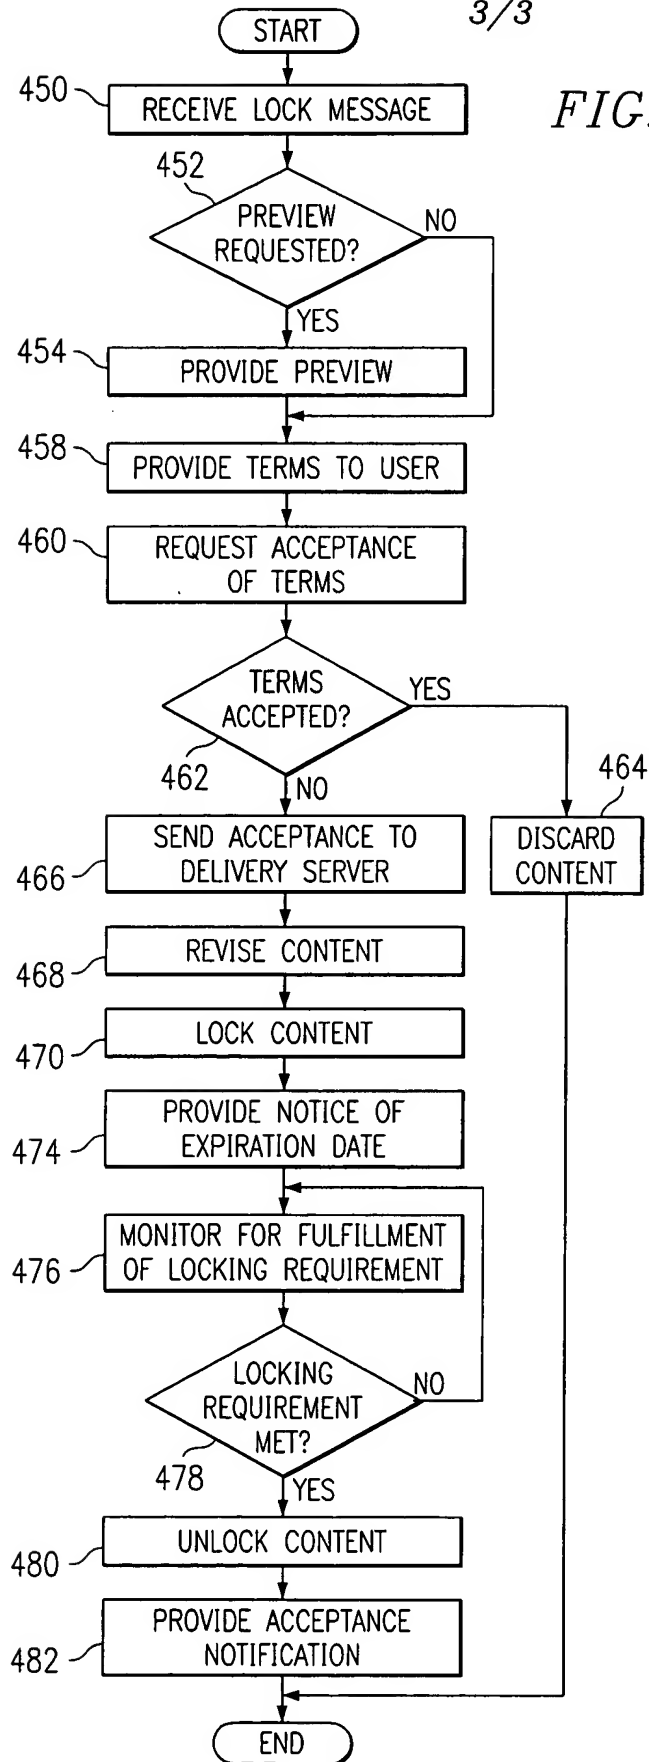 3/3
START
450
RECEIVE LOCK MESSAGE
FIG.
452
PREVIEW
REQUESTED?
NO
YES
454
PROVIDE PREVIEW
458
PROVIDE TERMS TO USER
460
REQUEST ACCEPTANCE
OF TERMS
TERMS
ACCEPTED?
YES
462
NO
464
SEND ACCEPTANCE TO
DELIVERY SERVER
466
DISCARD
CONTENT
REVISE CONTENT
468
LOCK CONTENT
470
PROVIDE NOTICE OF
EXPIRATION DATE
474
MONITOR FOR FULFILLMENT
OF LOCKING REQUIREMENT
476
LOCKING
REQUIREMENT
MET?
NO
478
YES
UNLOCK CONTENT
480
PROVIDE ACCEPTANCE
NOTIFICATION
482
END